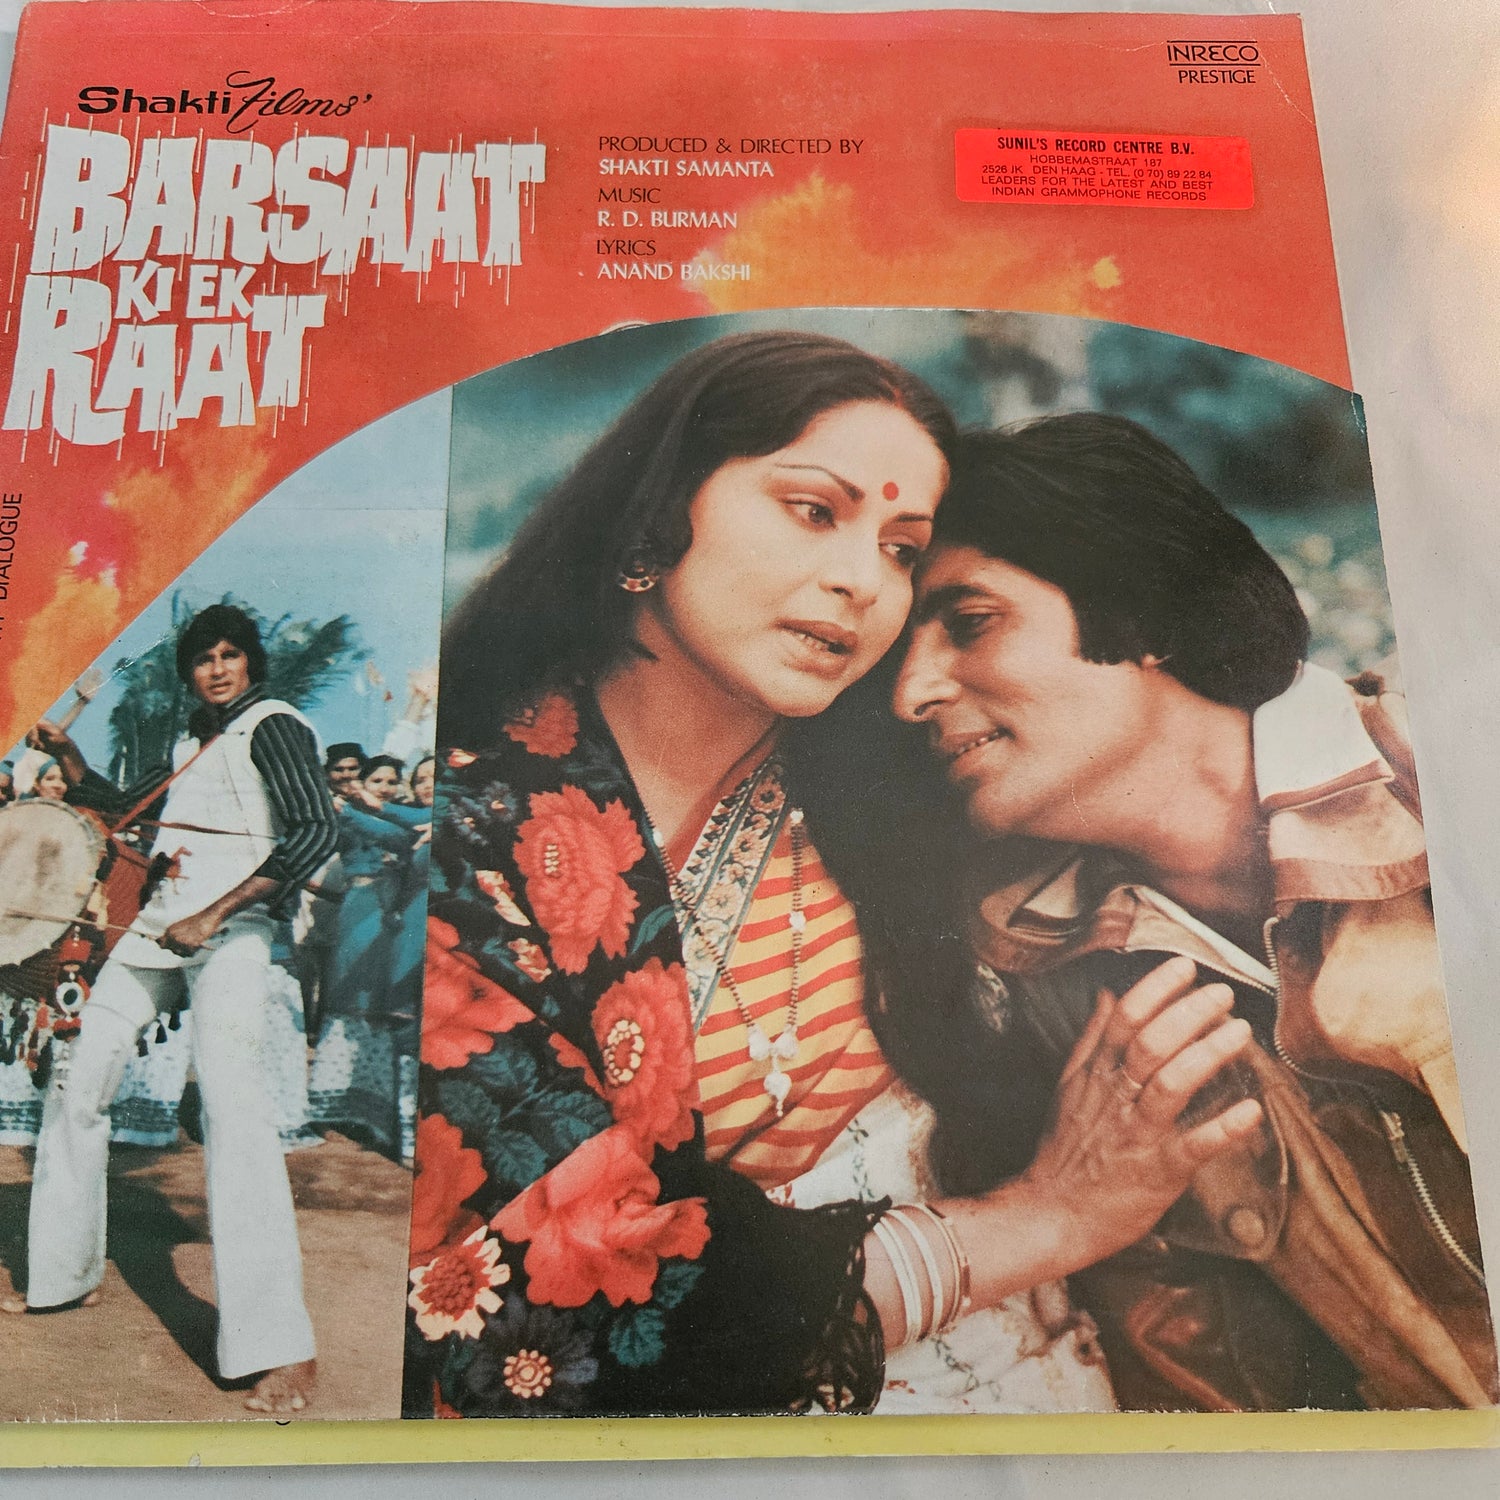 INRECO
PRESTIGE
Shakti Films'
BARSAAT
KI EK
RAAT
PRODUCED & DIRECTED BY
SHAKTI SAMANTA
MUSIC
R. D. BURMAN
LYRICS
ANAND BAKSHI
SUNIL'S RECORD CENTRE B.V.
HOBBEMASTRAAT 187
2526 JK DEN HAAG - TEL. (0 70) 89 22 84
LEADERS FOR THE LATEST AND BEST
INDIAN GRAMMOPHONE RECORDS
DIALOGUE